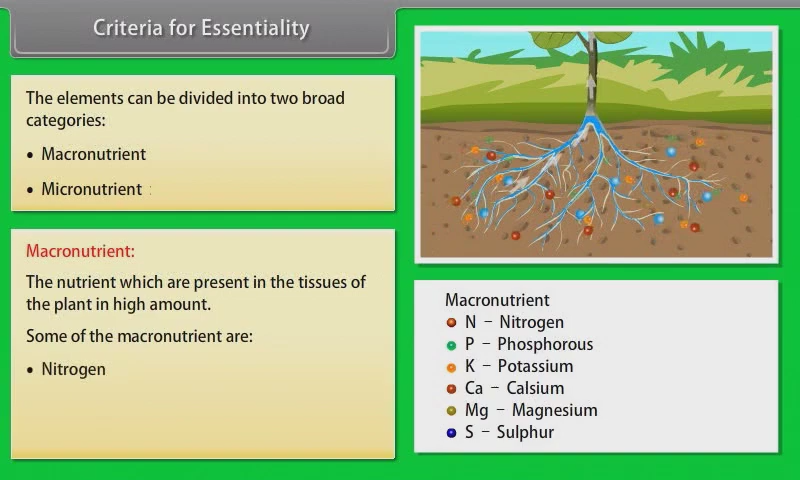 Criteria for Essentiality
The elements can be divided into two broad
categories:
• Macronutrient
• Micronutrient
Macronutrient:
The nutrient which are present in the tissues of
the plant in high amount.
Some of the macronutrient are:
• Nitrogen
Macronutrient
N – Nitrogen
P – Phosphorous
K – Potassium
Ca – Calsium
Mg – Magnesium
S – Sulphur